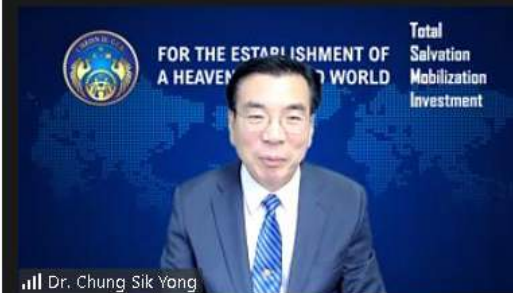 FOR THE ESTABLISHMENT OF
A HEAVEN WORLD
Total
Salvation
Mobilization
Investment
Dr. Chung Sik Yong